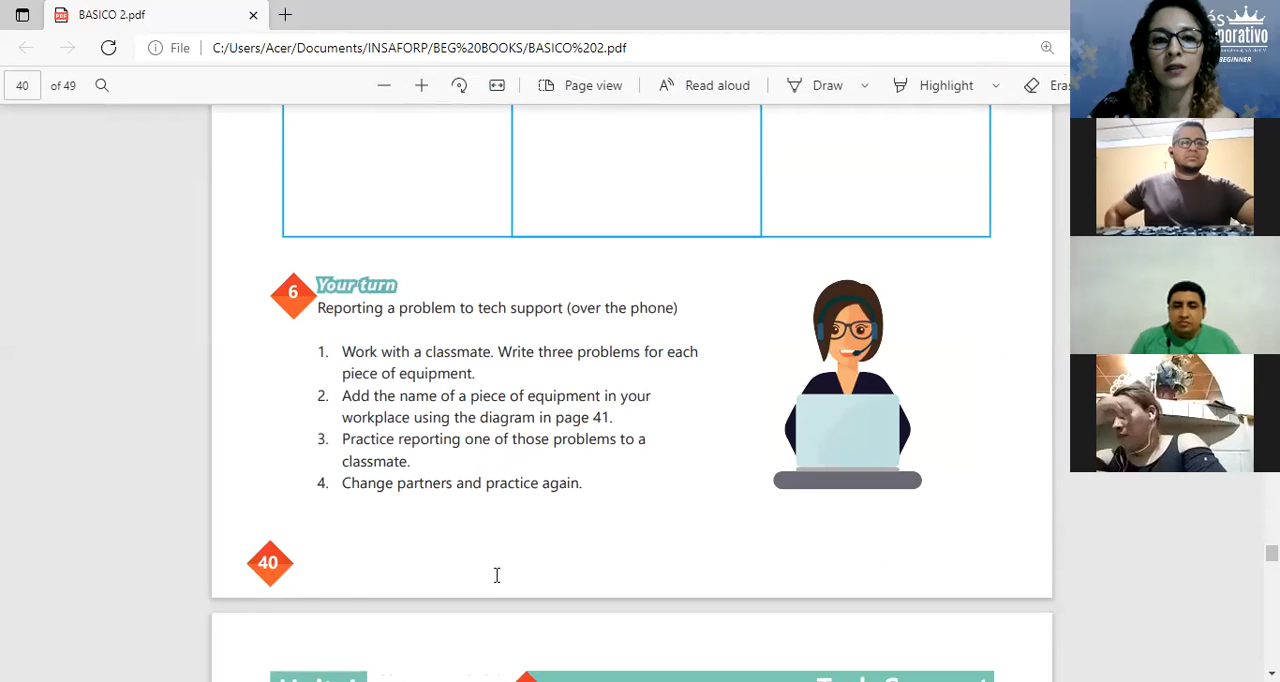 BASICO 2.pdf
File C:/Users/Acer/Documents/INSAFORP/BEG%20BOOKS/BASICO%202.pdf
40 of 49 Page view Read aloud Draw Highlight Era
6 Your turn
Reporting a problem to tech support (over the phone)
1. Work with a classmate. Write three problems for each
piece of equipment.
2. Add the name of a piece of equipment in your
workplace using the diagram in page 41.
3. Practice reporting one of those problems to a
classmate.
4. Change partners and practice again.
40
BEGINNER